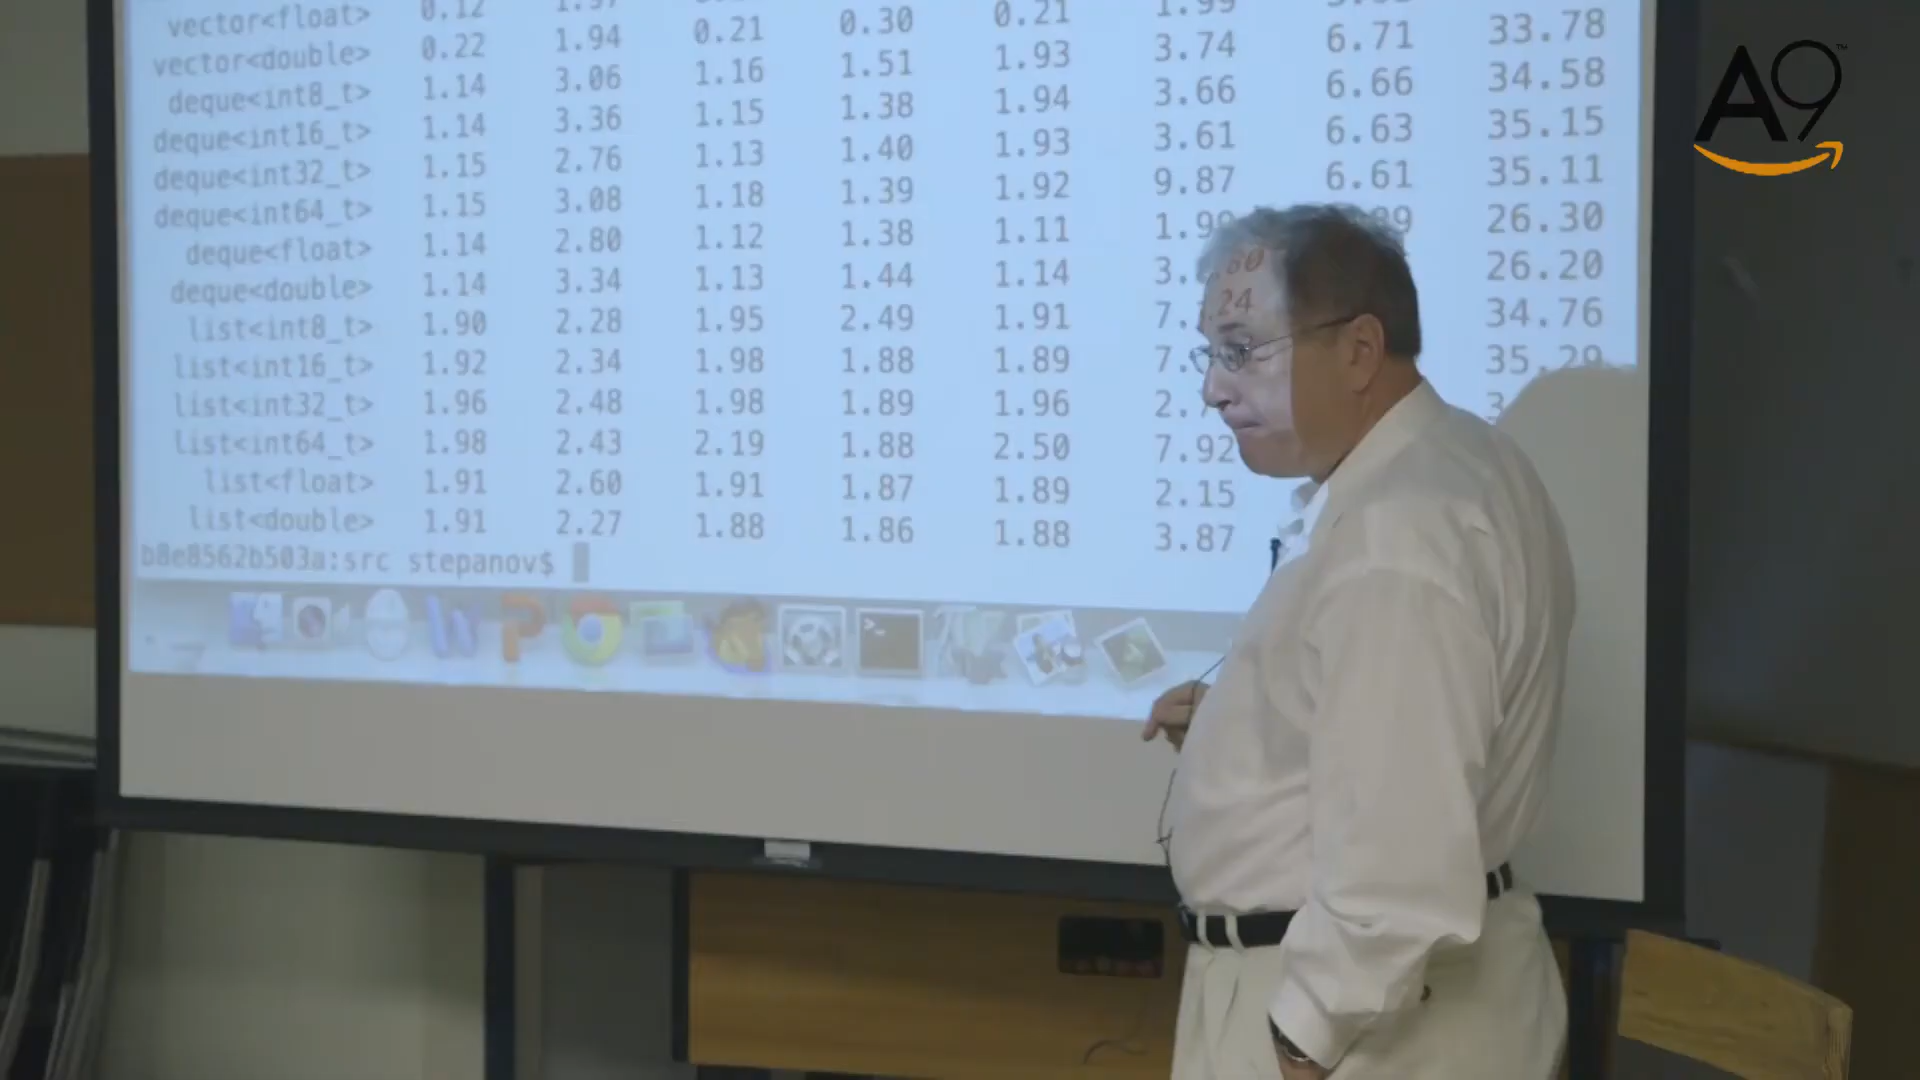 vector<float> 0.12 1.97
vector<double> 0.22 1.94 0.21 0.30 0.21 1.99
deque<int8_t> 1.14 3.06 1.16 1.51 1.93 3.74 6.71 33.78
deque<int16_t> 1.14 3.36 1.15 1.38 1.94 3.66 6.66 34.58
deque<int32_t> 1.15 2.76 1.13 1.40 1.93 3.61 6.63 35.15
deque<int64_t> 1.15 3.08 1.18 1.39 1.92 9.87 6.61 35.11
deque<float> 1.14 2.80 1.12 1.38 1.11 1.99 26.30
deque<double> 1.14 3.34 1.13 1.44 1.14 26.20
list<int8_t> 1.90 2.28 1.95 2.49 1.91 34.76
list<int16_t> 1.92 2.34 1.98 1.88 1.89 35.29
list<int32_t> 1.96 2.48 1.98 1.89 1.96
list<int64_t> 1.98 2.43 2.19 1.88 2.50 7.92
list<float> 1.91 2.60 1.91 1.87 1.89 2.15
list<double> 1.91 2.27 1.88 1.86 1.88 3.87
b8e8562b503a:src stepanov$
A9™